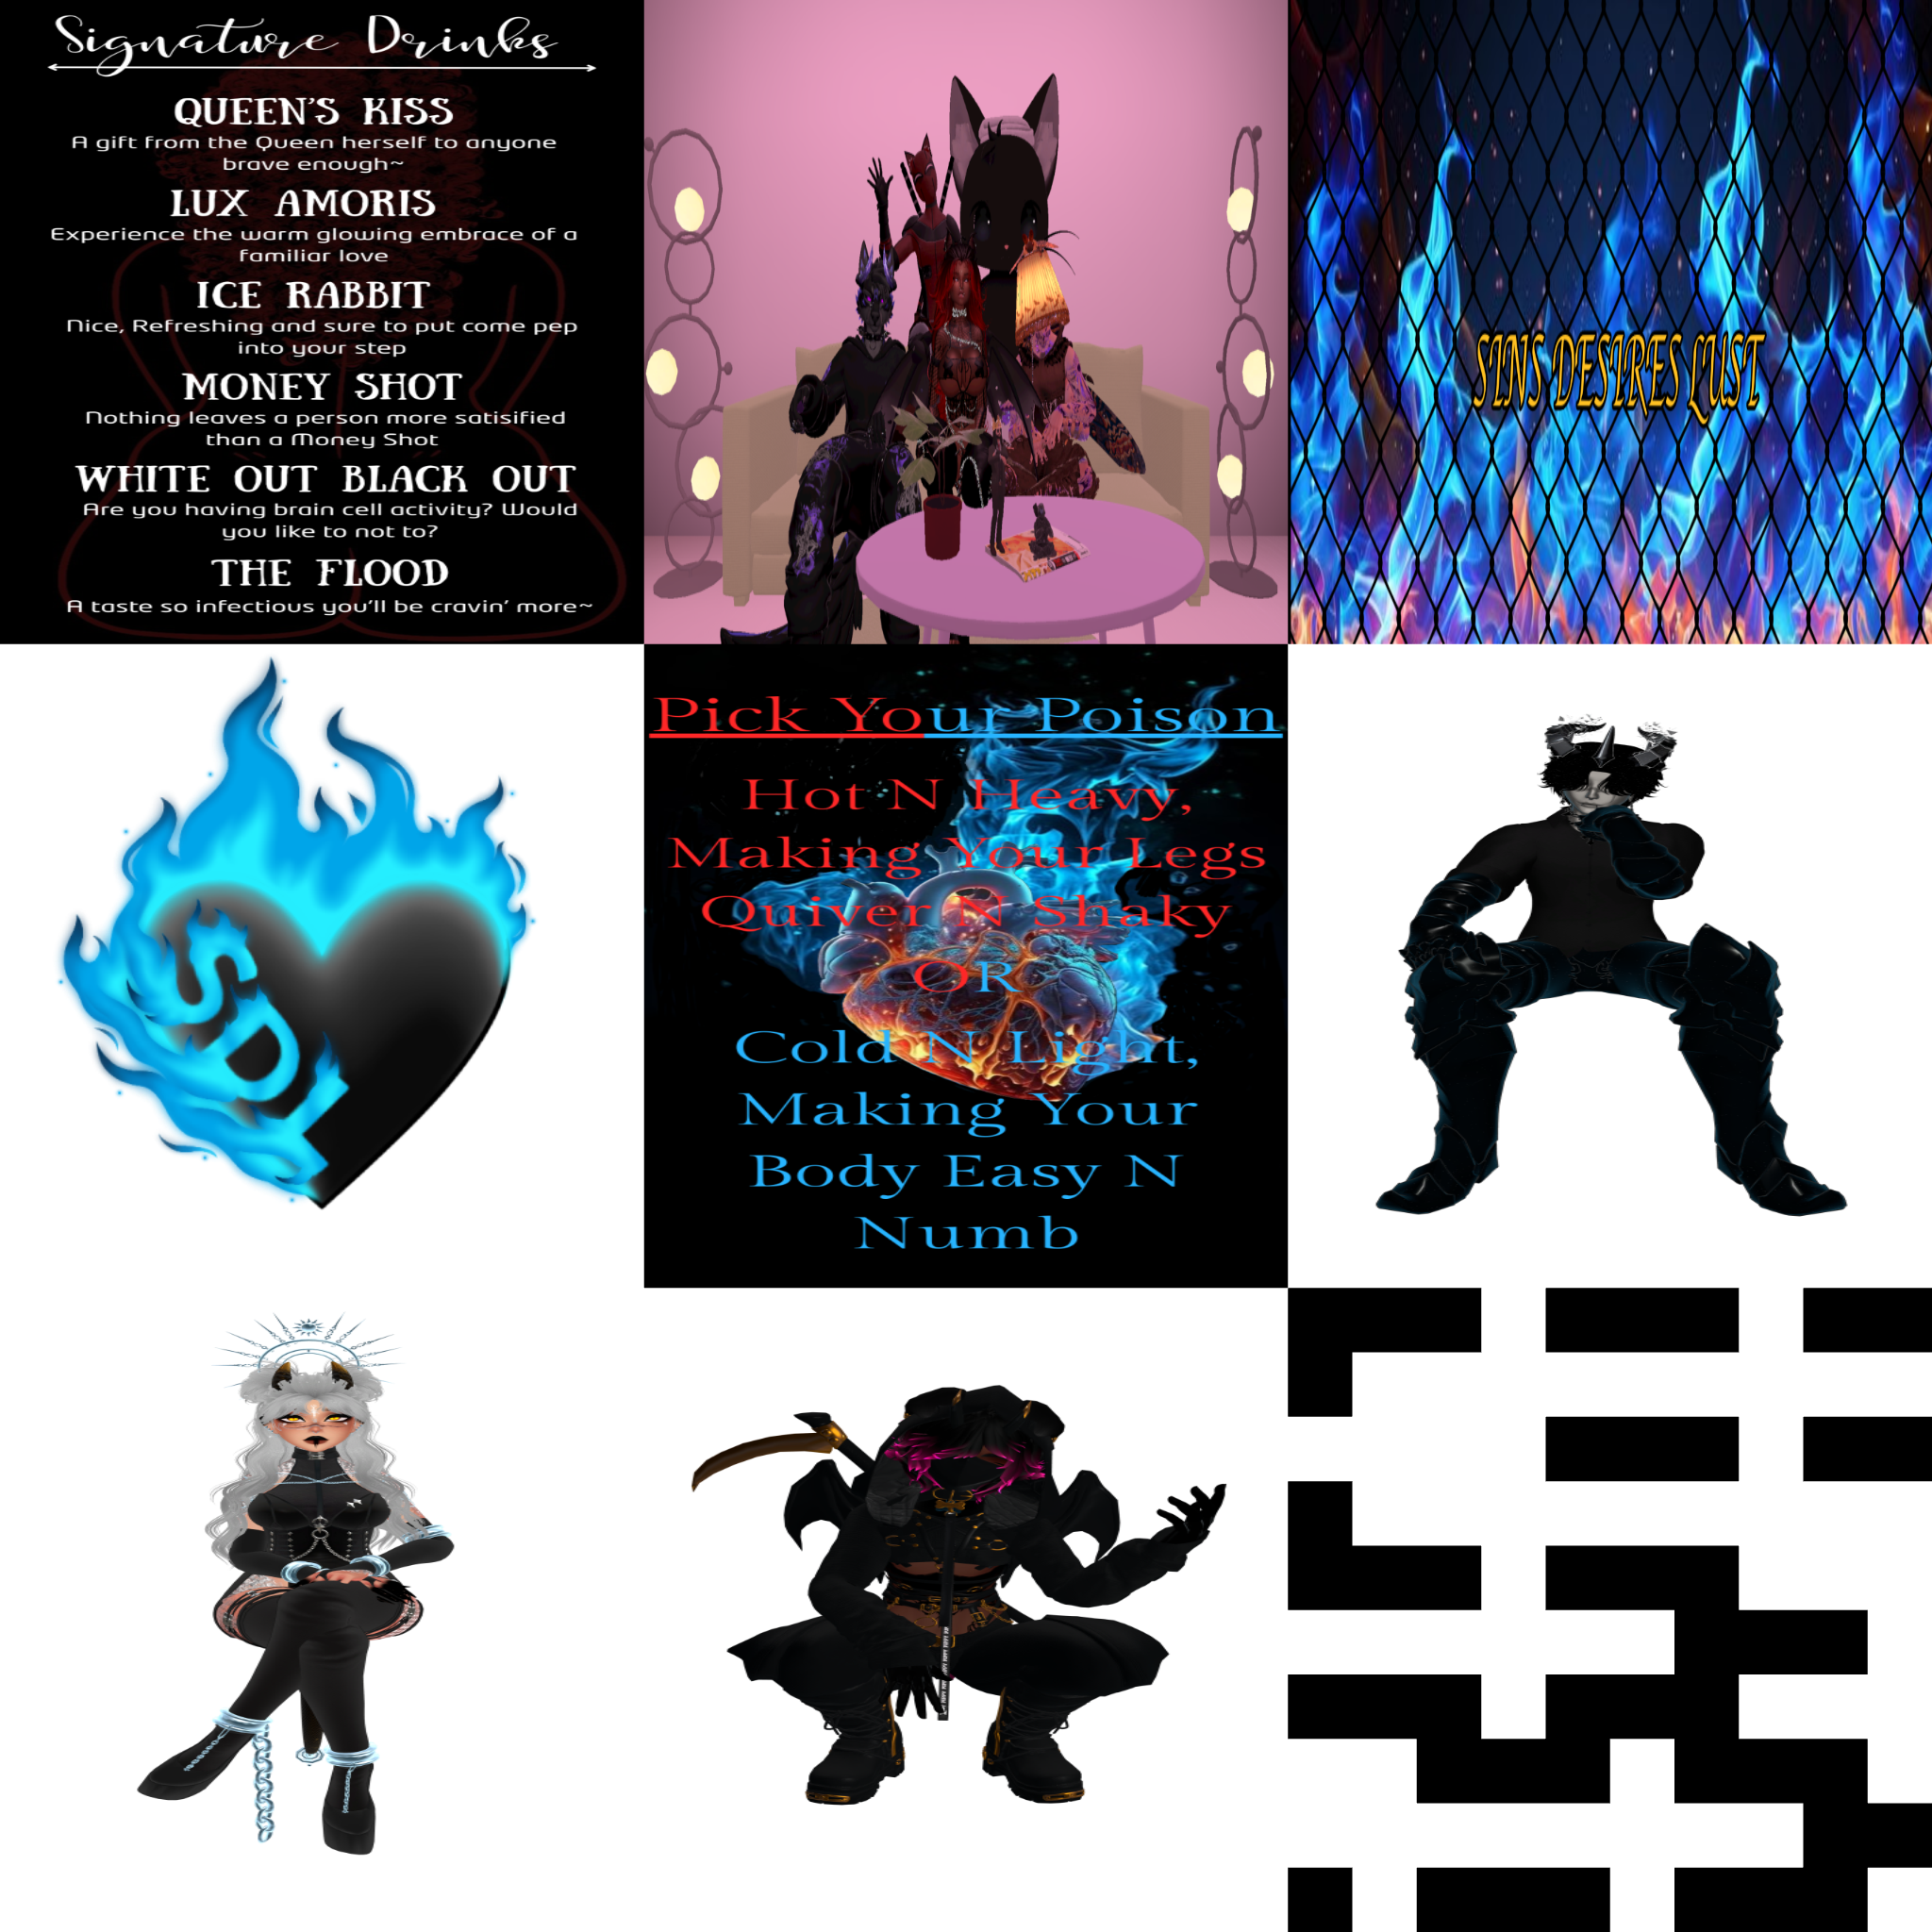 Signature Drinks
QUEEN'S KISS
A gift from the Queen herself to anyone
brave enough~
LUX AMORIS
Experience the warm glowing embrace of a
familiar love
ICE RABBIT
Nice, Refreshing and sure to put come pep
into your step
MONEY SHOT
Nothing leaves a person more satisified
than a Money Shot
WHITE OUT BLACK OUT
Are you having brain cell activity? Would
you like to not to?
THE FLOOD
A taste so infectious you'll be cravin' more~
SINS DESIRES LUST
SDL
Pick Your Poison
Hot N Heavy,
Making Your Legs
Quiver N Shaky
OR
Cold N Light,
Making Your
Body Easy N
Numb